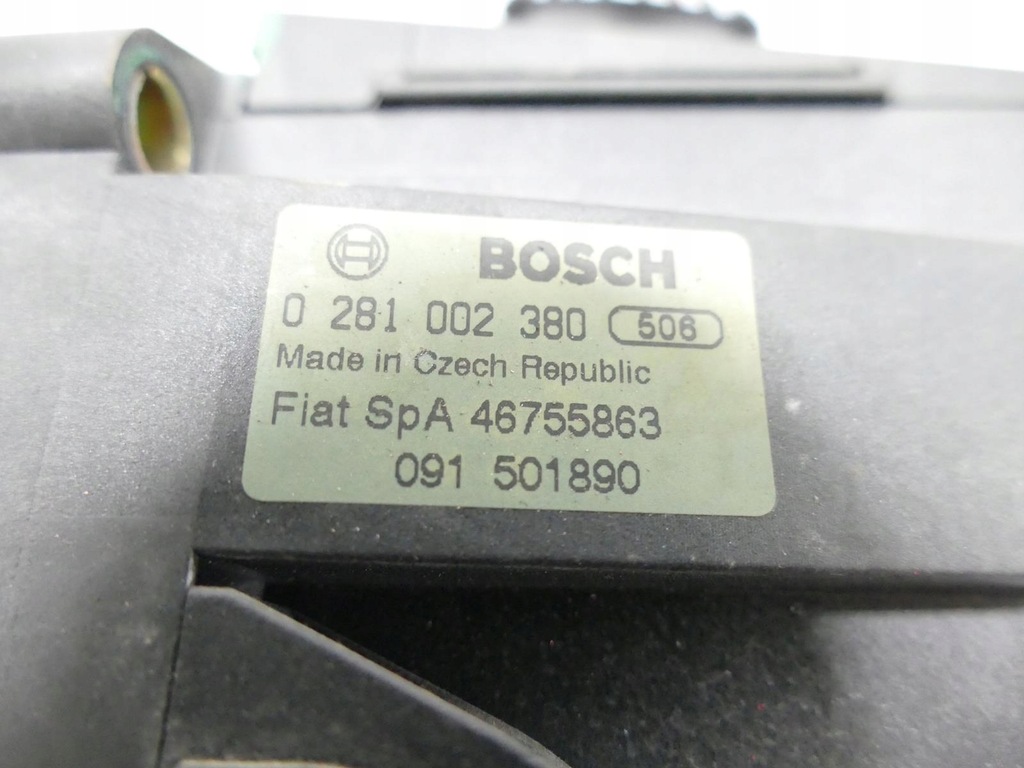 BOSCH
0 281 002 380 506
Made in Czech Republic
Fiat SpA 46755863
091 501890